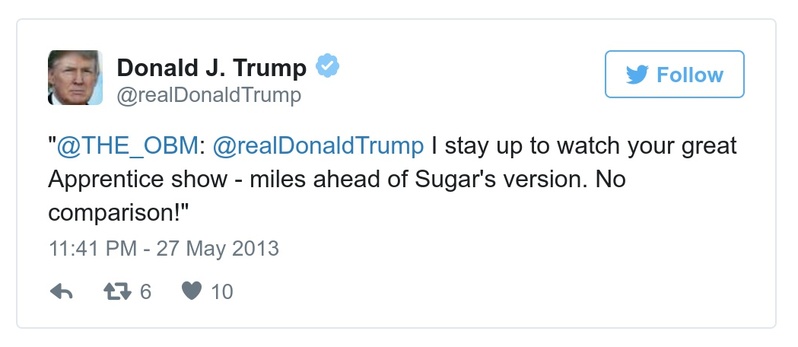 Donald J. Trump
@realDonaldTrump
Follow
"@THE_OBM: @realDonaldTrump I stay up to watch your great
Apprentice show - miles ahead of Sugar's version. No
comparison!"
11:41 PM - 27 May 2013
6 10